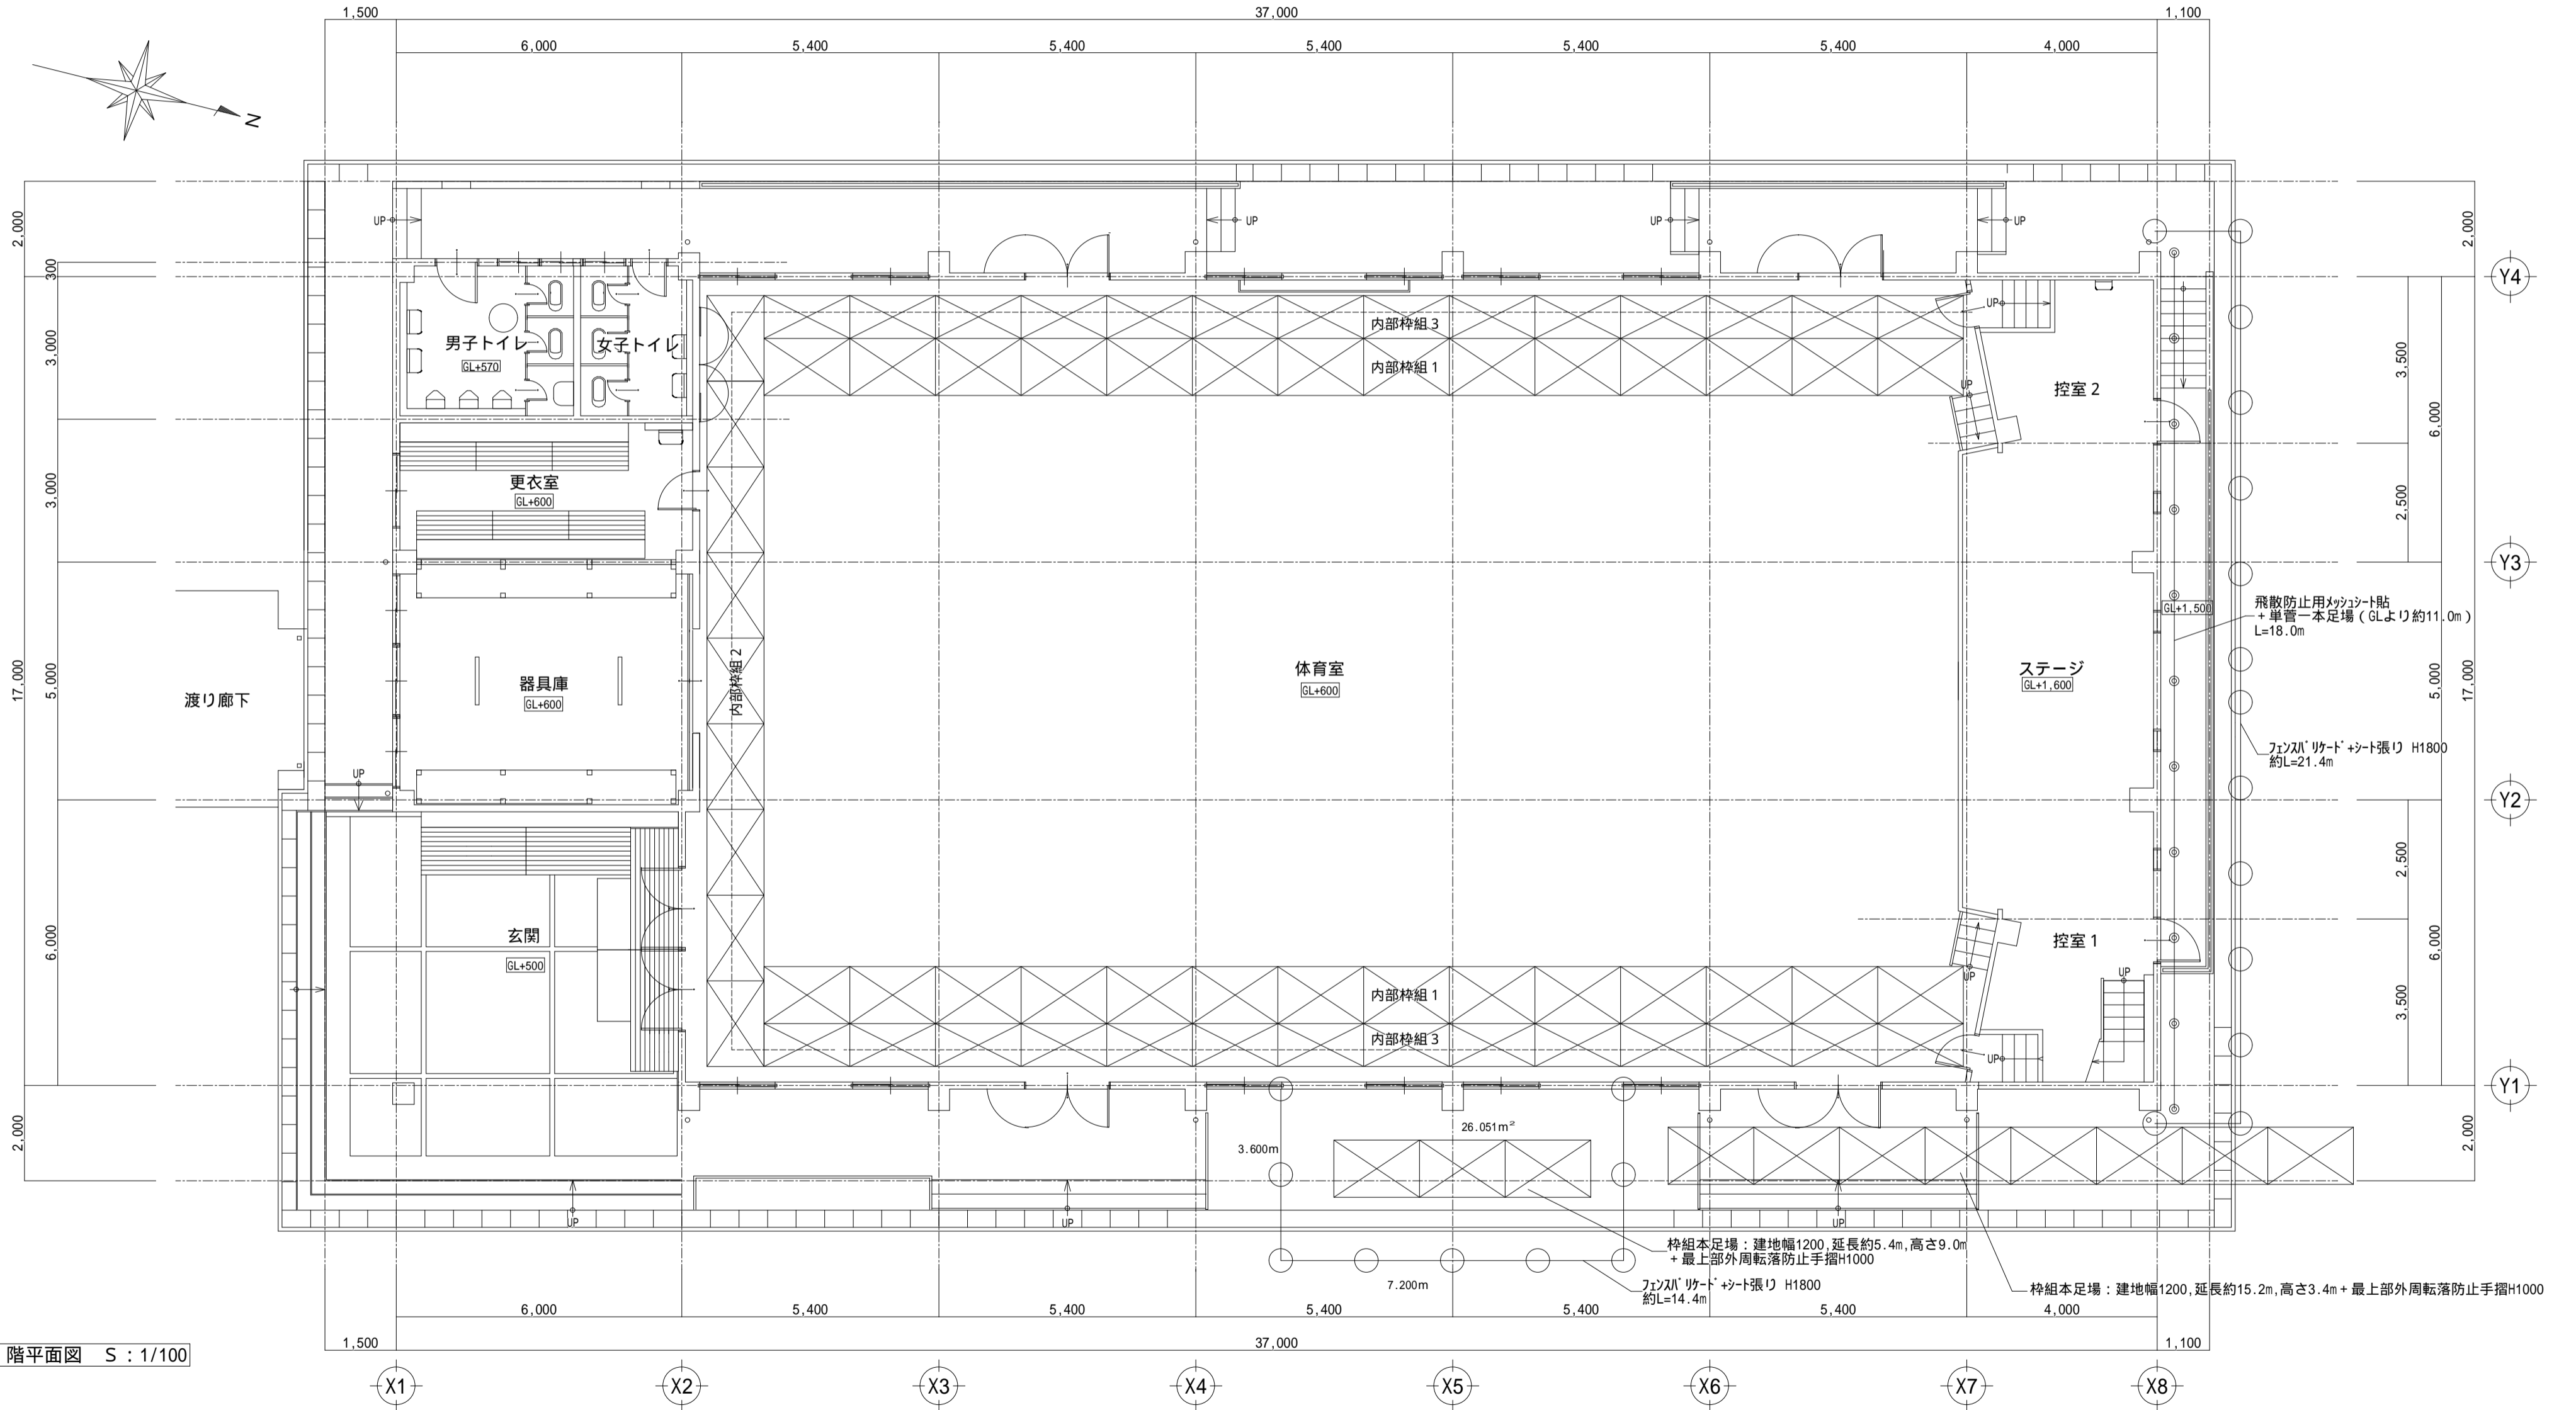 1,500
37,000
1,100
6,000
5,400
5,400
5,400
5,400
5,400
4,000
N
2,000
300
3,000
3,000
17,000
5,000
6,000
2,000
UP
UP
UP
UP
男子トイレ
GL+570
女子トイレ
内部枠組3
内部枠組1
UP
UP
控室2
更衣室
GL+600
器具庫
GL+600
内部枠組2
体育室
GL+600
ステージ
GL+1,600
GL+1,500
渡り廊下
UP
玄関
GL+500
内部枠組1
内部枠組3
控室1
UP
UP
UP
飛散防止用メッシュシート貼
+単菅一本足場(GLより約11.0m)
L=18.0m
フェンスバリケード+シート張り H1800
約L=21.4m
2,000
3,500
6,000
2,500
5,000
17,000
2,500
6,000
3,500
2,000
Y4
Y3
Y2
Y1
26.051m²
3.600m
7.200m
UP
UP
UP
枠組本足場:建地幅1200,延長約5.4m,高さ9.0m
+最上部外周転落防止手摺H1000
フェンスバリケード+シート張り H1800
約L=14.4m
枠組本足場:建地幅1200,延長約15.2m,高さ3.4m+最上部外周転落防止手摺H1000
6,000
5,400
5,400
5,400
5,400
5,400
4,000
1,500
37,000
1,100
階平面図 S:1/100
X1
X2
X3
X4
X5
X6
X7
X8